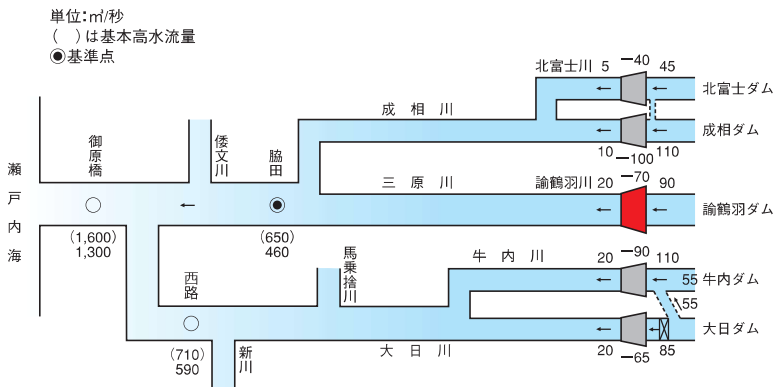 単位:㎥/秒
(　)は基本高水流量
基準点
北富士川 5 -40 45 北富士ダム
成相川
10 -100 110 成相ダム
瀬戸内海
御原橋
倭文川
脇田
三原川
諭鶴羽川 20 -70 90 諭鶴羽ダム
(1,600)
1,300
(650)
460
馬乗捨川
牛内川
20 -90 110 55 牛内ダム
55
西路
(710)
590
新川
大日川
20 -65 85 大日ダム